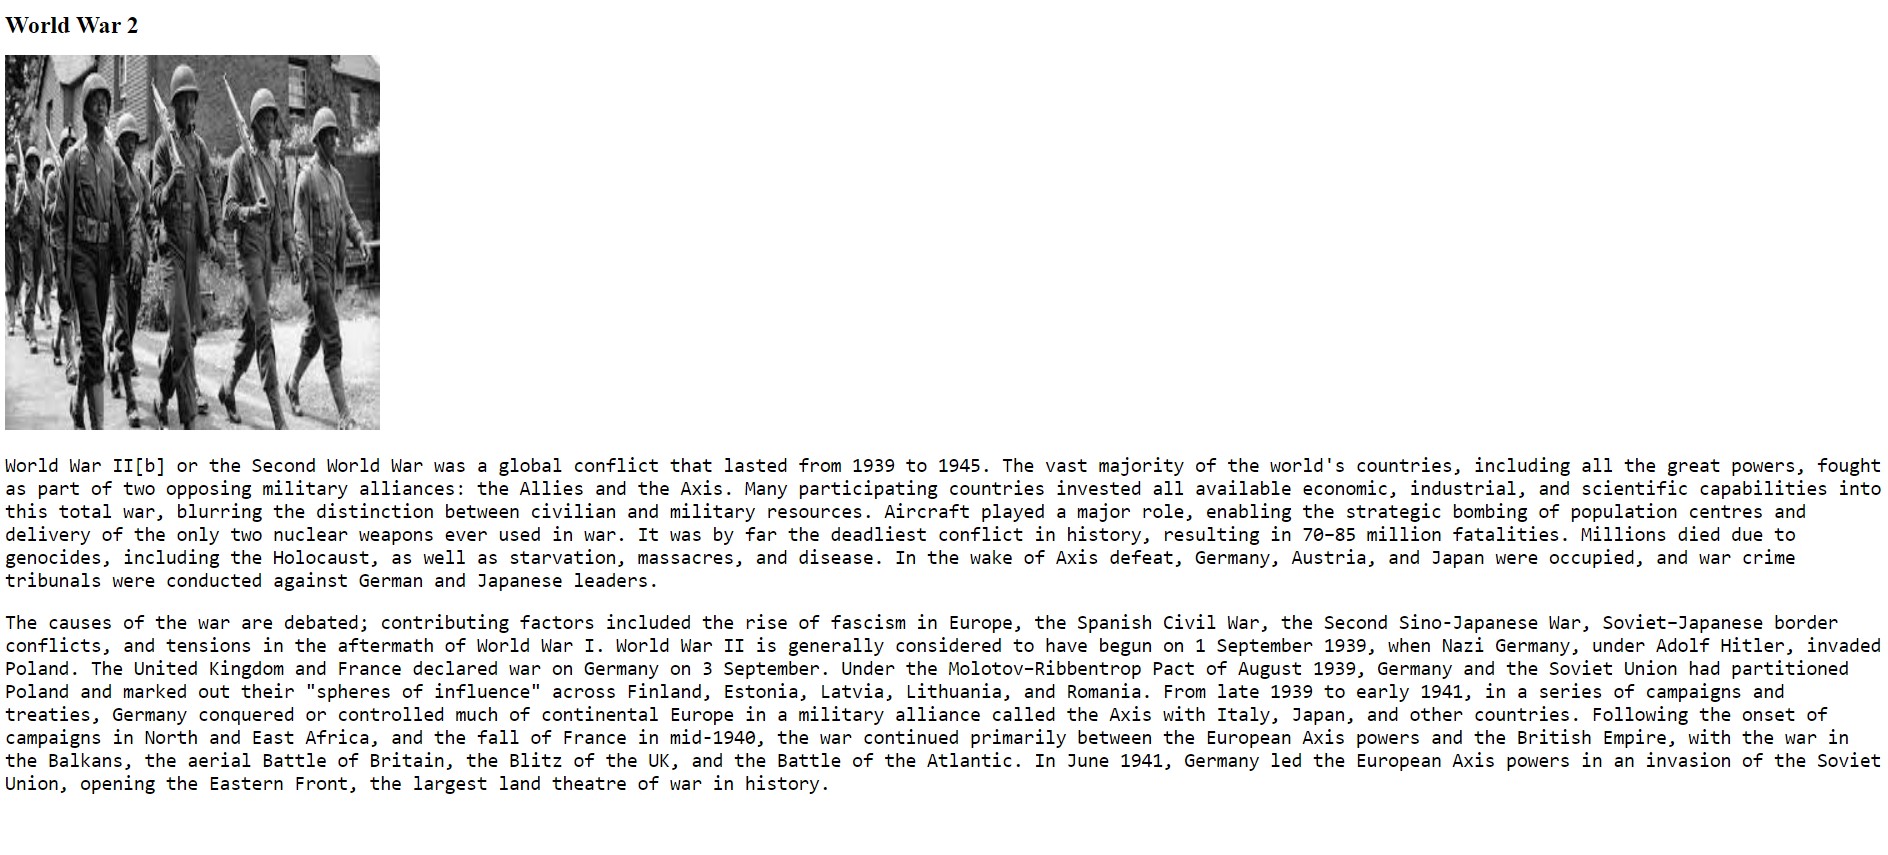 World War 2
World War II[b] or the Second World War was a global conflict that lasted from 1939 to 1945. The vast majority of the world's countries, including all the great powers, fought
as part of two opposing military alliances: the Allies and the Axis. Many participating countries invested all available economic, industrial, and scientific capabilities into
this total war, blurring the distinction between civilian and military resources. Aircraft played a major role, enabling the strategic bombing of population centres and
delivery of the only two nuclear weapons ever used in war. It was by far the deadliest conflict in history, resulting in 70–85 million fatalities. Millions died due to
genocides, including the Holocaust, as well as starvation, massacres, and disease. In the wake of Axis defeat, Germany, Austria, and Japan were occupied, and war crime
tribunals were conducted against German and Japanese leaders.
The causes of the war are debated; contributing factors included the rise of fascism in Europe, the Spanish Civil War, the Second Sino-Japanese War, Soviet–Japanese border
conflicts, and tensions in the aftermath of World War I. World War II is generally considered to have begun on 1 September 1939, when Nazi Germany, under Adolf Hitler, invaded
Poland. The United Kingdom and France declared war on Germany on 3 September. Under the Molotov–Ribbentrop Pact of August 1939, Germany and the Soviet Union had partitioned
Poland and marked out their "spheres of influence" across Finland, Estonia, Latvia, Lithuania, and Romania. From late 1939 to early 1941, in a series of campaigns and
treaties, Germany conquered or controlled much of continental Europe in a military alliance called the Axis with Italy, Japan, and other countries. Following the onset of
campaigns in North and East Africa, and the fall of France in mid-1940, the war continued primarily between the European Axis powers and the British Empire, with the war in
the Balkans, the aerial Battle of Britain, the Blitz of the UK, and the Battle of the Atlantic. In June 1941, Germany led the European Axis powers in an invasion of the Soviet
Union, opening the Eastern Front, the largest land theatre of war in history.